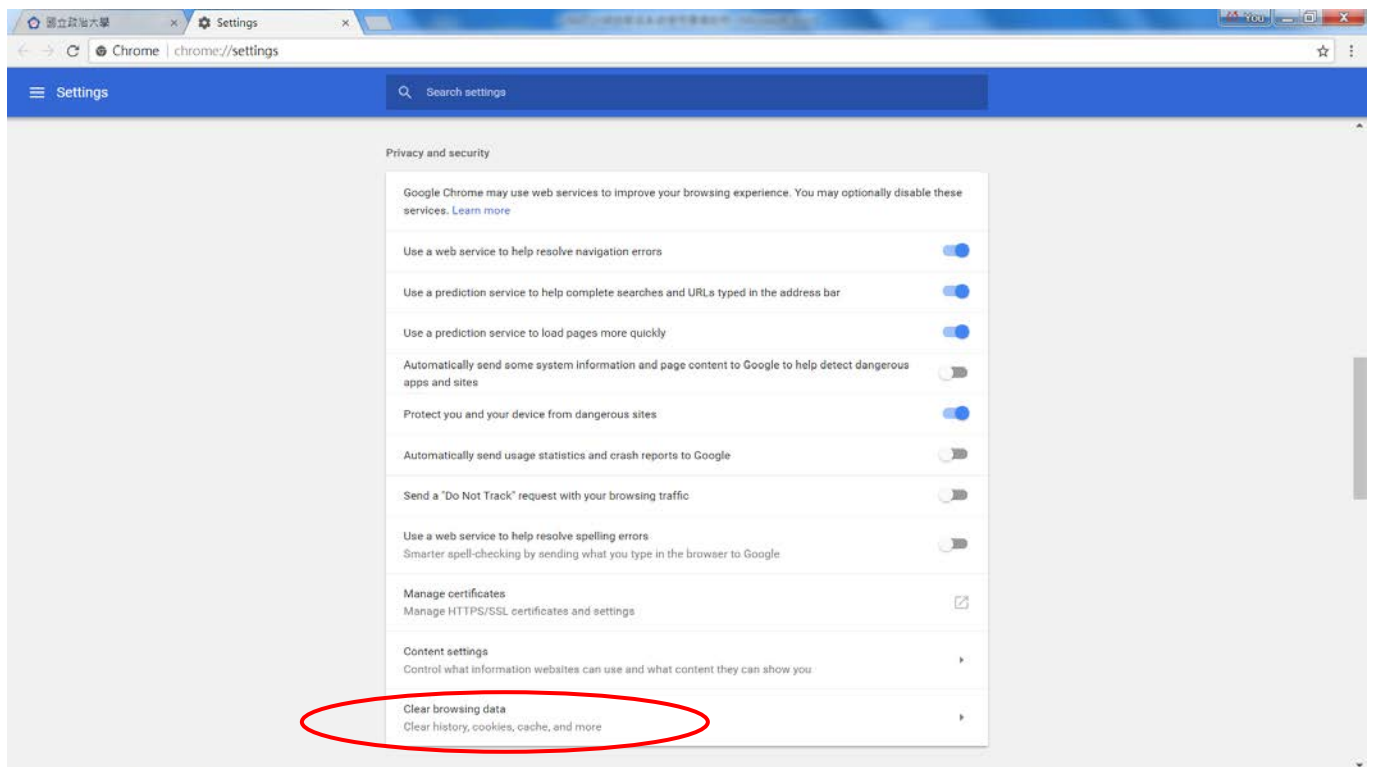 國立政治大學
Settings
You
Chrome | chrome://settings
Settings
Search settings
Privacy and security
Google Chrome may use web services to improve your browsing experience. You may optionally disable these
services. Learn more
Use a web service to help resolve navigation errors
Use a prediction service to help complete searches and URLs typed in the address bar
Use a prediction service to load pages more quickly
Automatically send some system information and page content to Google to help detect dangerous
apps and sites
Protect you and your device from dangerous sites
Automatically send usage statistics and crash reports to Google
Send a "Do Not Track" request with your browsing traffic
Use a web service to help resolve spelling errors
Smarter spell-checking by sending what you type in the browser to Google
Manage certificates
Manage HTTPS/SSL certificates and settings
Content settings
Control what information websites can use and what content they can show you
Clear browsing data
Clear history, cookies, cache, and more